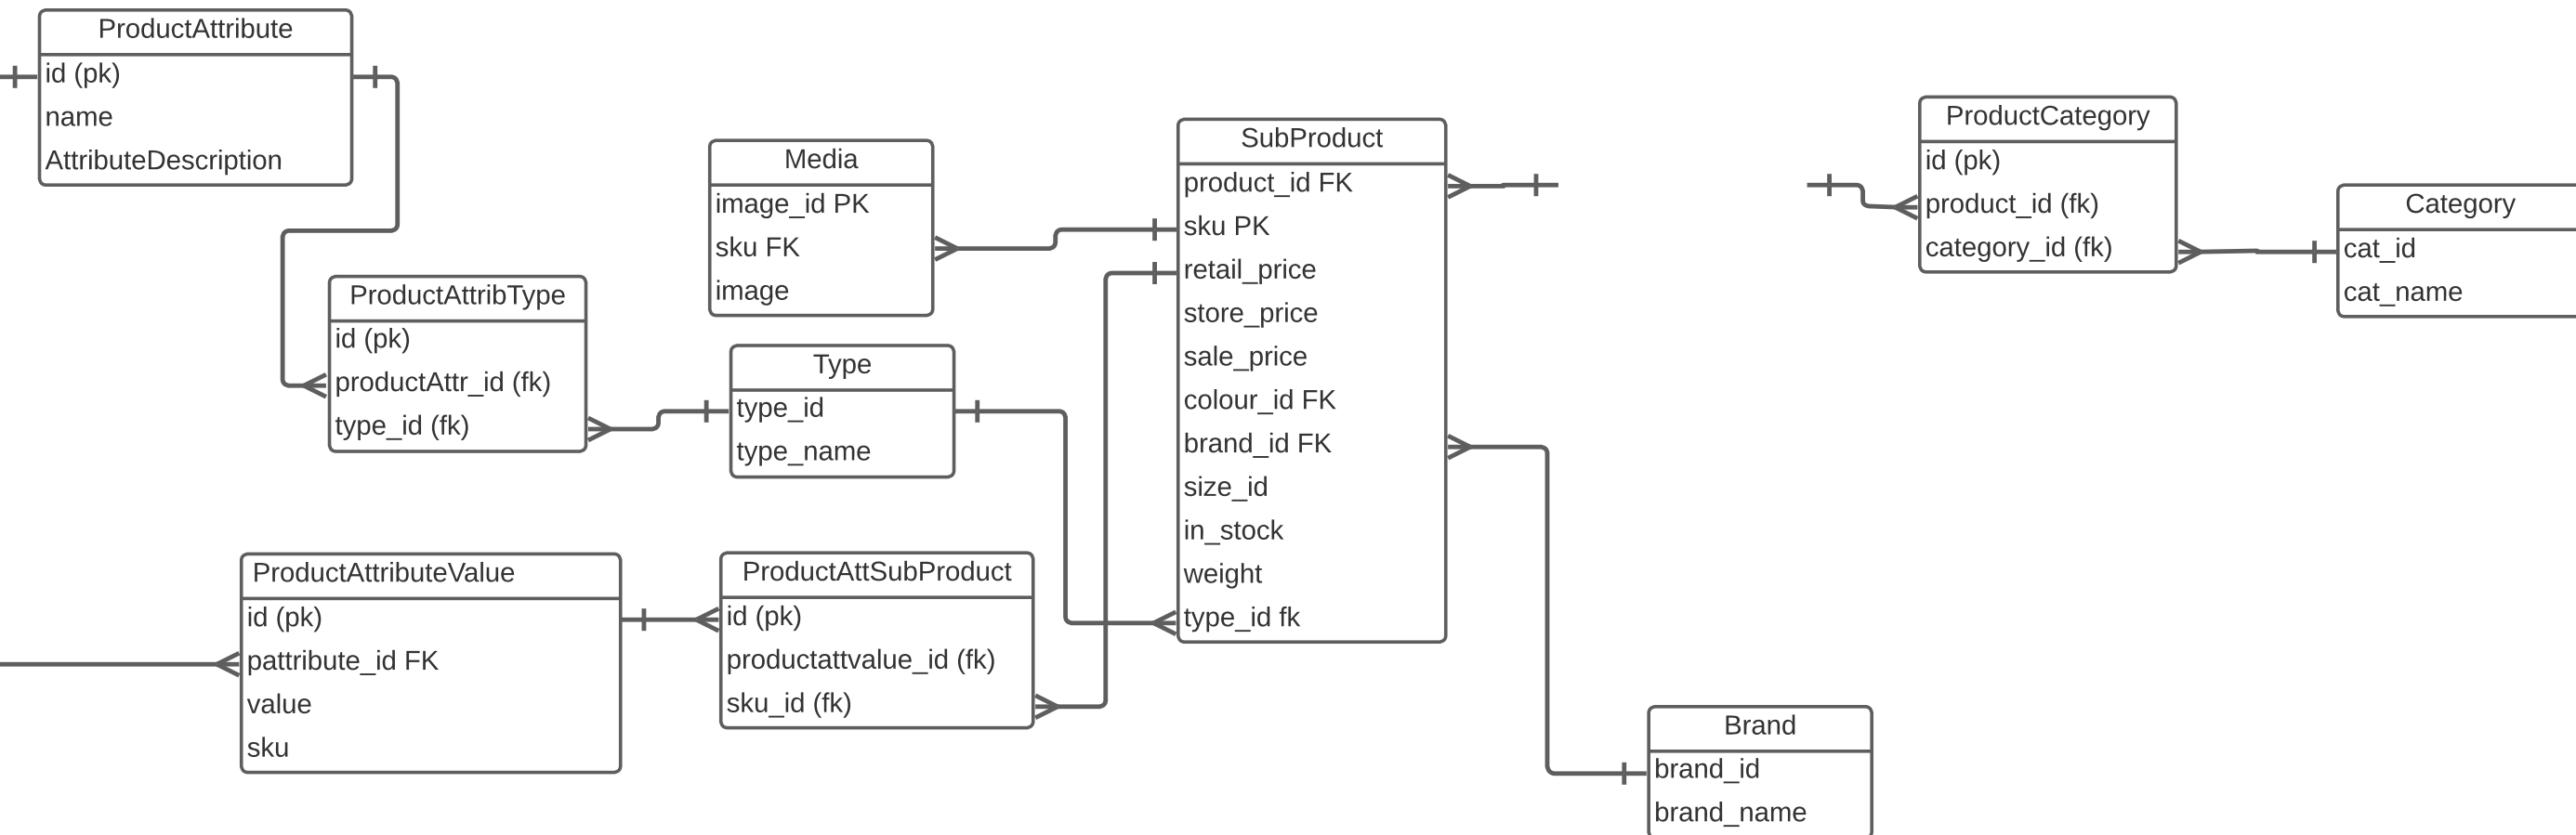 ProductAttribute
id (pk)
name
AttributeDescription
ProductAttribType
id (pk)
productAttr_id (fk)
type_id (fk)
Media
image_id PK
sku FK
image
Type
type_id
type_name
ProductAttributeValue
id (pk)
pattribute_id FK
value
sku
ProductAttSubProduct
id (pk)
productattvalue_id (fk)
sku_id (fk)
SubProduct
product_id FK
sku PK
retail_price
store_price
sale_price
colour_id FK
brand_id FK
size_id
in_stock
weight
type_id fk
ProductCategory
id (pk)
product_id (fk)
category_id (fk)
Category
cat_id
cat_name
Brand
brand_id
brand_name